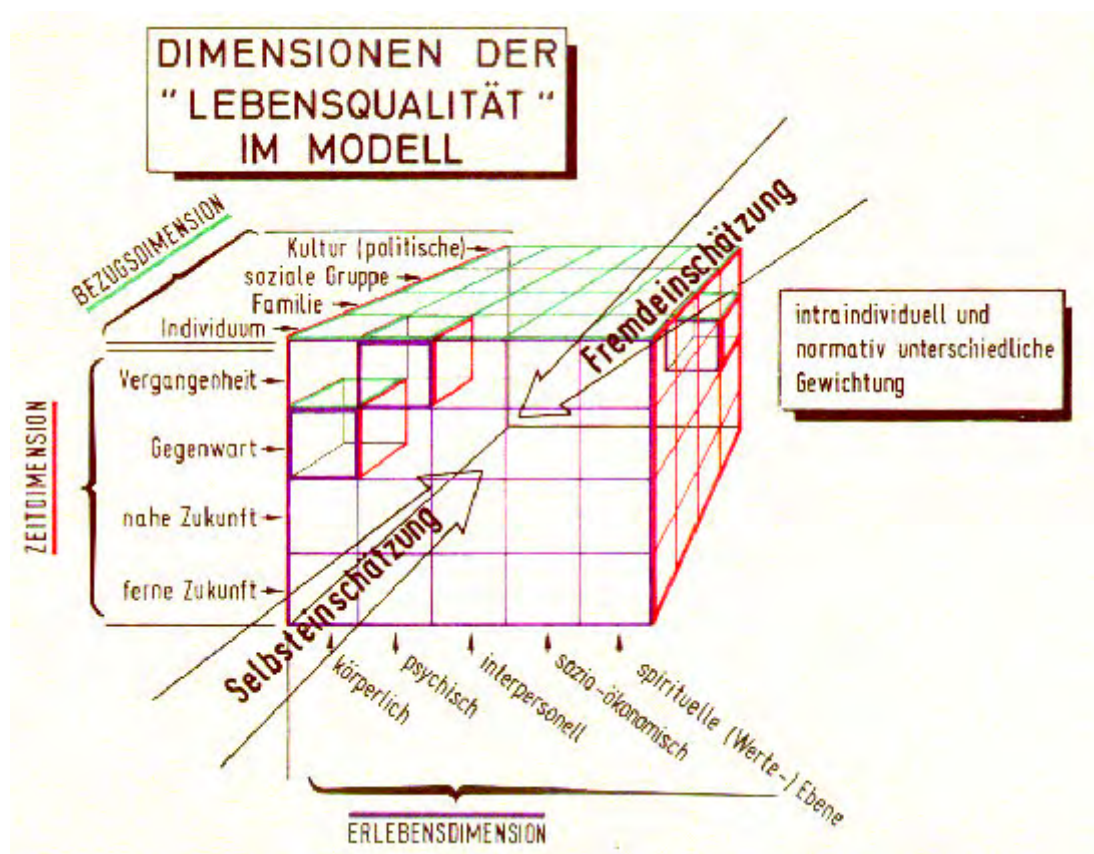 DIMENSIONEN DER
"LEBENSQUALITÄT"
IM MODELL
BEZUGSDIMENSION
Kultur (politische)
soziale Gruppe
Familie
Individuum
Vergangenheit
Gegenwart
nahe Zukunft
ferne Zukunft
ZEITDIMENSION
Fremdeinschätzung
Selbsteinschätzung
intraindividuell und
normativ unterschiedliche
Gewichtung
körperlich
psychisch
interpersonell
sozio-ökonomisch
spirituelle (Werte-) Ebene
ERLEBENSDIMENSION